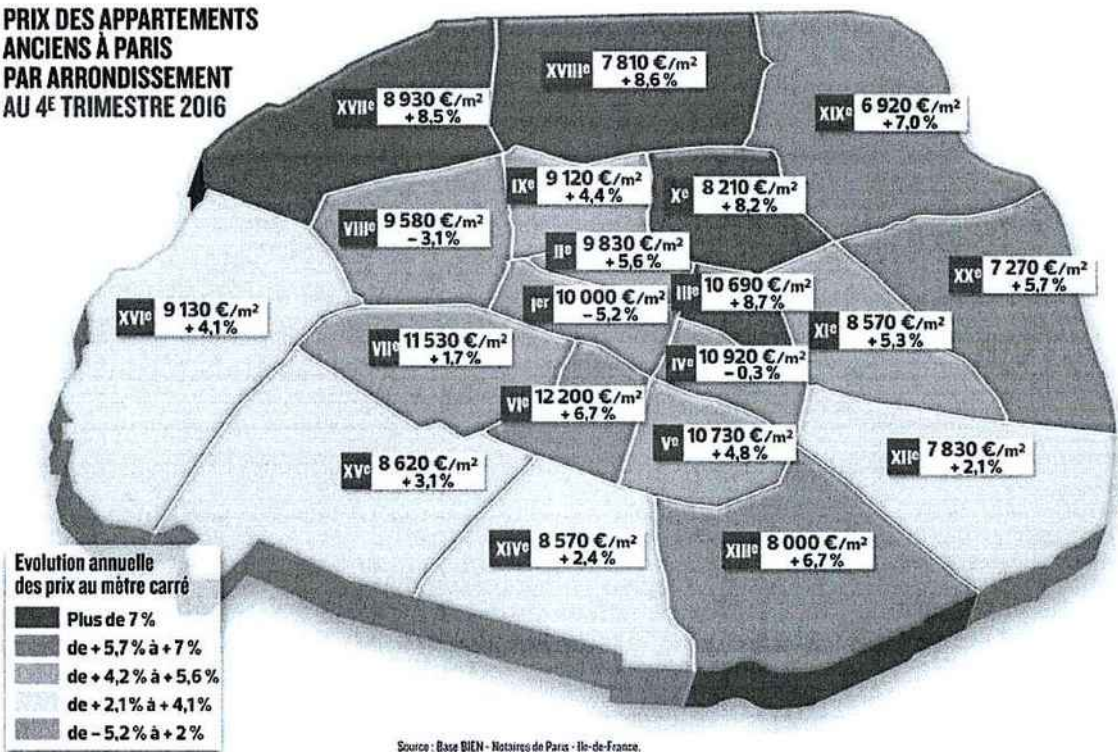 PRIX DES APPARTEMENTS
ANCIENS À PARIS
PAR ARRONDISSEMENT
AU 4E TRIMESTRE 2016
XVIIIe 7 810 €/m²
+ 8,6 %
XVIIe 8 930 €/m²
+ 8,5 %
XIXe 6 920 €/m²
+ 7,0 %
IXe 9 120 €/m²
+ 4,4 %
Xe 8 210 €/m²
+ 8,2 %
VIIIe 9 580 €/m²
– 3,1 %
IIe 9 830 €/m²
+ 5,6 %
XXe 7 270 €/m²
+ 5,7 %
Ier 10 000 €/m²
– 5,2 %
IIIe 10 690 €/m²
+ 8,7 %
XVIe 9 130 €/m²
+ 4,1 %
XIe 8 570 €/m²
+ 5,3 %
VIIe 11 530 €/m²
+ 1,7 %
IVe 10 920 €/m²
– 0,3 %
VIe 12 200 €/m²
+ 6,7 %
Ve 10 730 €/m²
+ 4,8 %
XVe 8 620 €/m²
+ 3,1 %
XIIe 7 830 €/m²
+ 2,1 %
XIVe 8 570 €/m²
+ 2,4 %
XIIIe 8 000 €/m²
+ 6,7 %
Evolution annuelle
des prix au mètre carré
Plus de 7 %
de + 5,7 % à + 7 %
de + 4,2 % à + 5,6 %
de + 2,1 % à + 4,1 %
de – 5,2 % à + 2 %
Source : Base BIEN - Notaires de Paris - Ile-de-France.